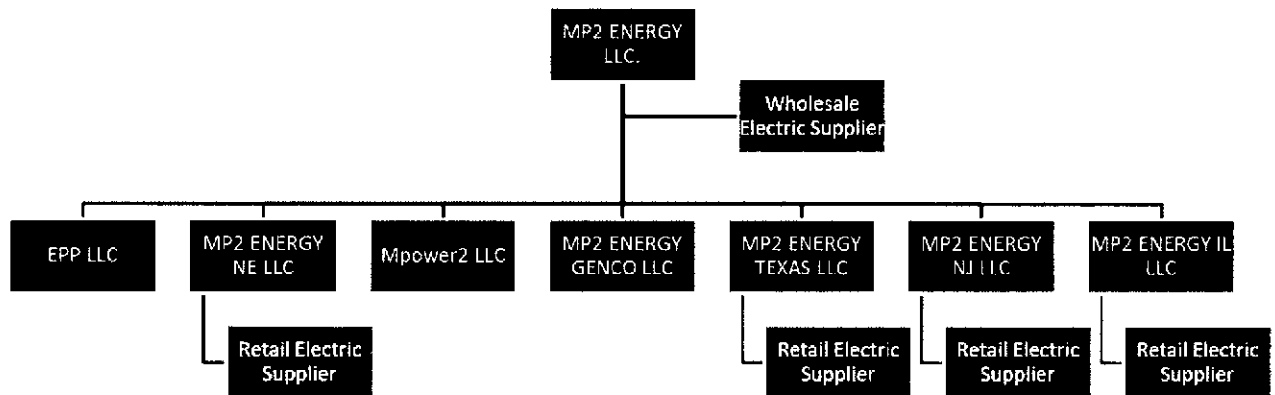 MP2 ENERGY
LLC.
Wholesale
Electric Supplier
EPP LLC
MP2 ENERGY
NE LLC
Mpower2 LLC
MP2 ENERGY
GENCO LLC
MP2 ENERGY
TEXAS LLC
MP2 ENERGY
NJ LLC
MP2 ENERGY IL
LLC
Retail Electric
Supplier
Retail Electric
Supplier
Retail Electric
Supplier
Retail Electric
Supplier